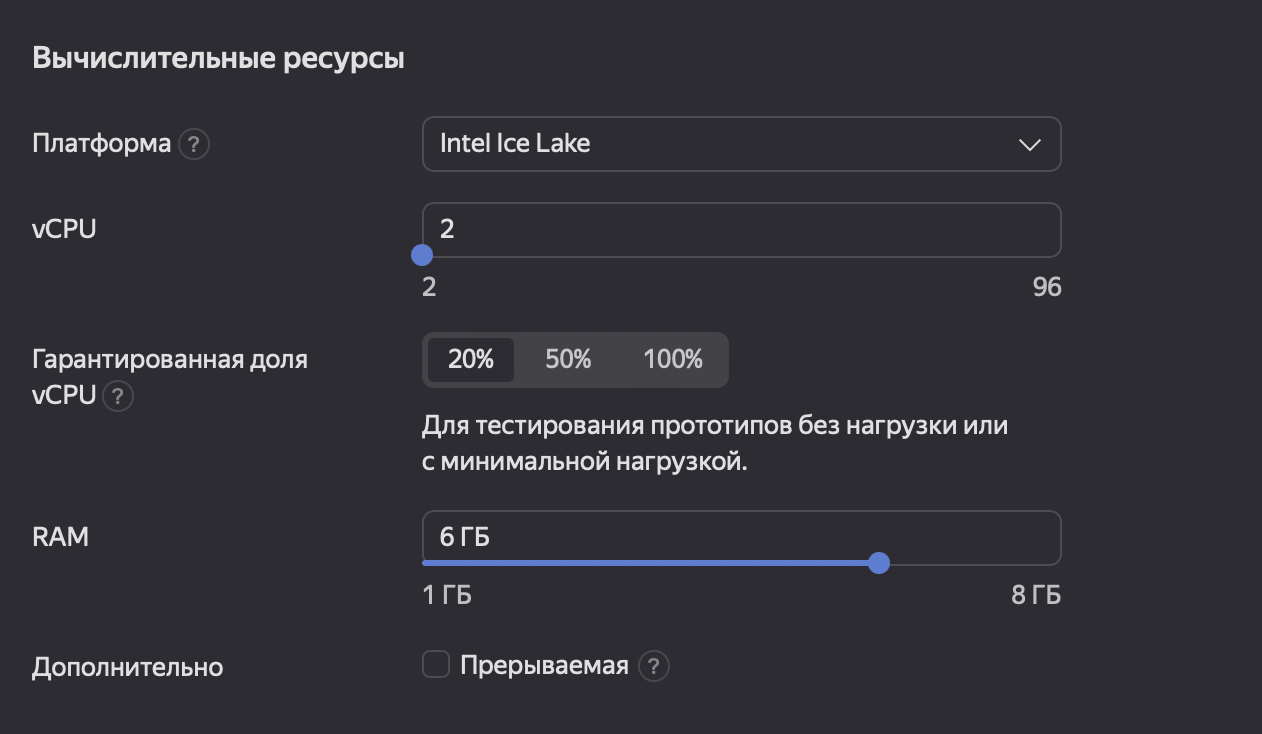 Вычислительные ресурсы
Платформа ?
Intel Ice Lake
vCPU
2
2 96
Гарантированная доля
vCPU ?
20% 50% 100%
Для тестирования прототипов без нагрузки или
с минимальной нагрузкой.
RAM
6 ГБ
1 ГБ 8 ГБ
Дополнительно
Прерываемая ?